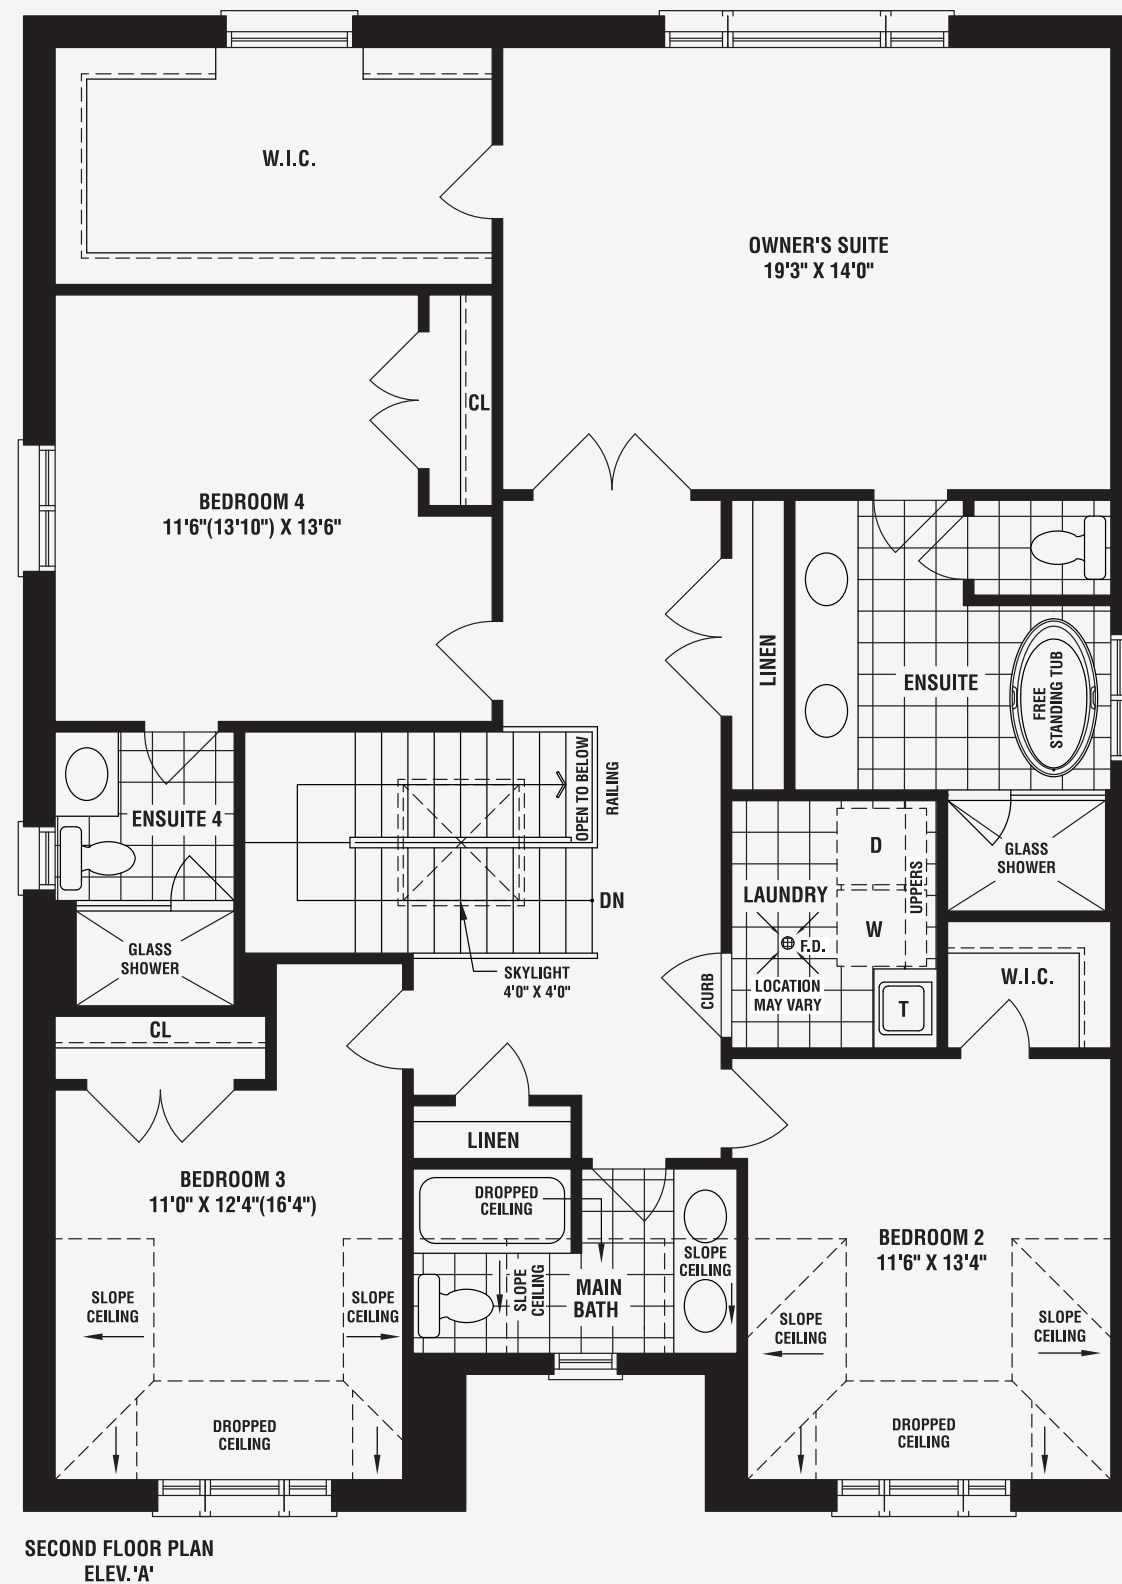 W.I.C.
OWNER'S SUITE
19'3" X 14'0"
CL
BEDROOM 4
11'6"(13'10") X 13'6"
LINEN
ENSUITE
FREE
STANDING TUB
OPEN TO BELOW
RAILING
ENSUITE 4
D
UPPERS
GLASS
SHOWER
LAUNDRY
DN
W
F.D.
GLASS
SHOWER
SKYLIGHT
4'0" X 4'0"
CURB
LOCATION
MAY VARY
T
W.I.C.
CL
LINEN
BEDROOM 3
11'0" X 12'4"(16'4")
DROPPED
CEILING
BEDROOM 2
11'6" X 13'4"
SLOPE
CEILING
SLOPE
CEILING
SLOPE
CEILING
MAIN
BATH
SLOPE
CEILING
SLOPE
CEILING
SLOPE
CEILING
DROPPED
CEILING
DROPPED
CEILING
SECOND FLOOR PLAN
ELEV. 'A'